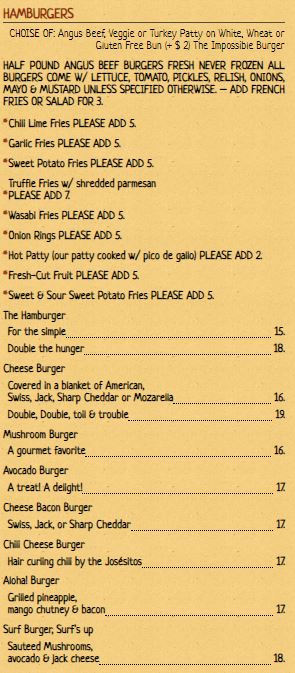 HAMBURGERS
CHOISE OF: Angus Beef, Veggie or Turkey Patty on White, Wheat or
Gluten Free Bun (+ $ 2) The Impossible Burger
HALF POUND ANGUS BEEF BURGERS FRESH NEVER FROZEN ALL
BURGERS COME W/ LETTUCE, TOMATO, PICKLES, RELISH, ONIONS,
MAYO & MUSTARD UNLESS SPECIFIED OTHERWISE. – ADD FRENCH
FRIES OR SALAD FOR 3.
*Chili Lime Fries PLEASE ADD 5.
*Garlic Fries PLEASE ADD 5.
*Sweet Potato Fries PLEASE ADD 5.
Truffle Fries w/ shredded parmesan
*PLEASE ADD 7.
*Wasabi Fries PLEASE ADD 5.
*Onion Rings PLEASE ADD 5.
*Hot Patty (our patty cooked w/ pico de gallo) PLEASE ADD 2.
*Fresh-Cut Fruit PLEASE ADD 5.
*Sweet & Sour Sweet Potato Fries PLEASE ADD 5.
The Hamburger
For the simple 15.
Double the hunger 18.
Cheese Burger
Covered in a blanket of American,
Swiss, Jack, Sharp Cheddar or Mozarella 16.
Double, Double, toil & trouble 19.
Mushroom Burger
A gourmet favorite 16.
Avocado Burger
A treat! A delight! 17.
Cheese Bacon Burger
Swiss, Jack, or Sharp Cheddar 17.
Chili Cheese Burger
Hair curling chili by the Josésitos 17.
Aloha! Burger
Grilled pineapple,
mango chutney & bacon 17.
Surf Burger, Surf's up
Sauteed Mushrooms,
avocado & jack cheese 18.